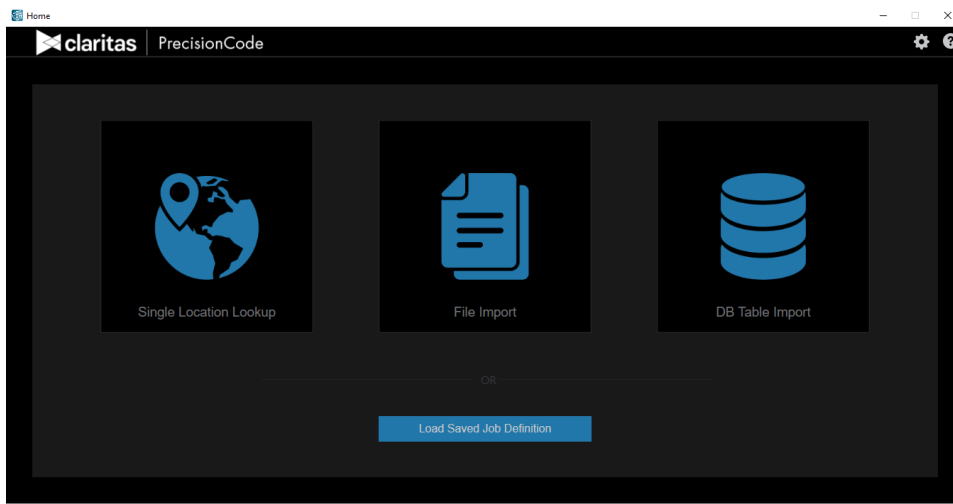 Home
claritas PrecisionCode
Single Location Lookup
File Import
DB Table Import
OR
Load Saved Job Definition